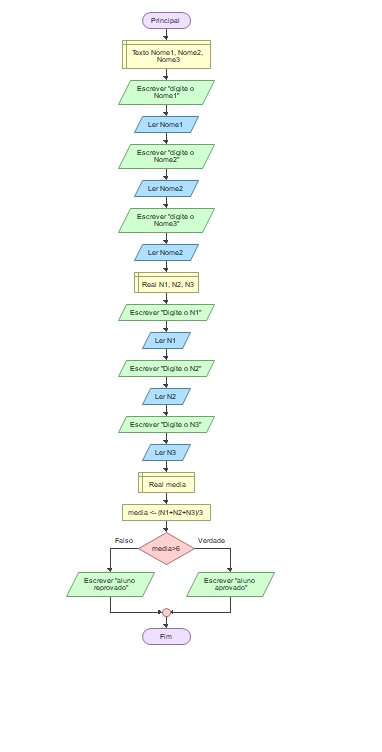 Principal
Texto Nome1, Nome2,
Nome3
Escrever "digite o
Nome1"
Ler Nome1
Escrever "digite o
Nome2"
Ler Nome2
Escrever "digite o
Nome3"
Ler Nome2
Real N1, N2, N3
Escrever "Digite o N1"
Ler N1
Escrever "Digite o N2"
Ler N2
Escrever "Digite o N3"
Ler N3
Real media
media <- (N1+N2+N3)/3
Falso
Verdade
media>6
Escrever "aluno
reprovado"
Escrever "aluno
aprovado"
Fim